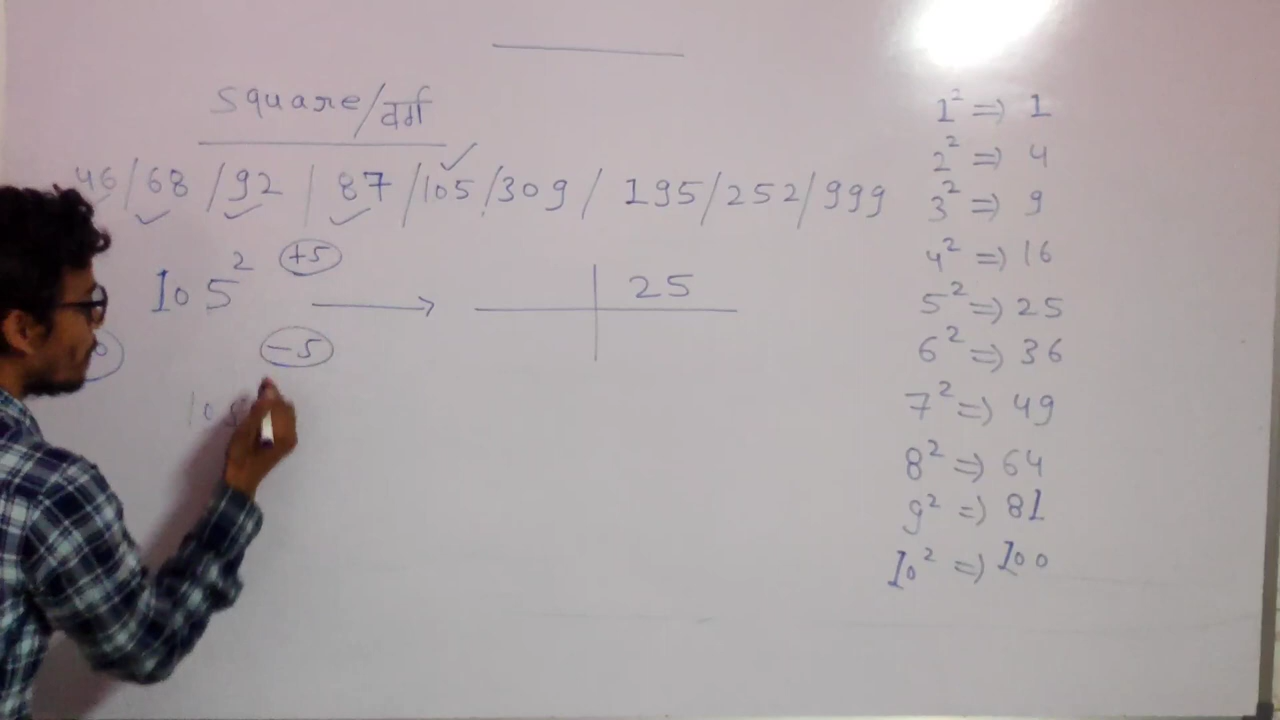 square/वर्ग
46/68/92/87/105/309/195/252/999
105² +5 → 25
-5
105
1² => 1
2² => 4
3² => 9
4² => 16
5² => 25
6² => 36
7² => 49
8² => 64
9² => 81
10² => 100